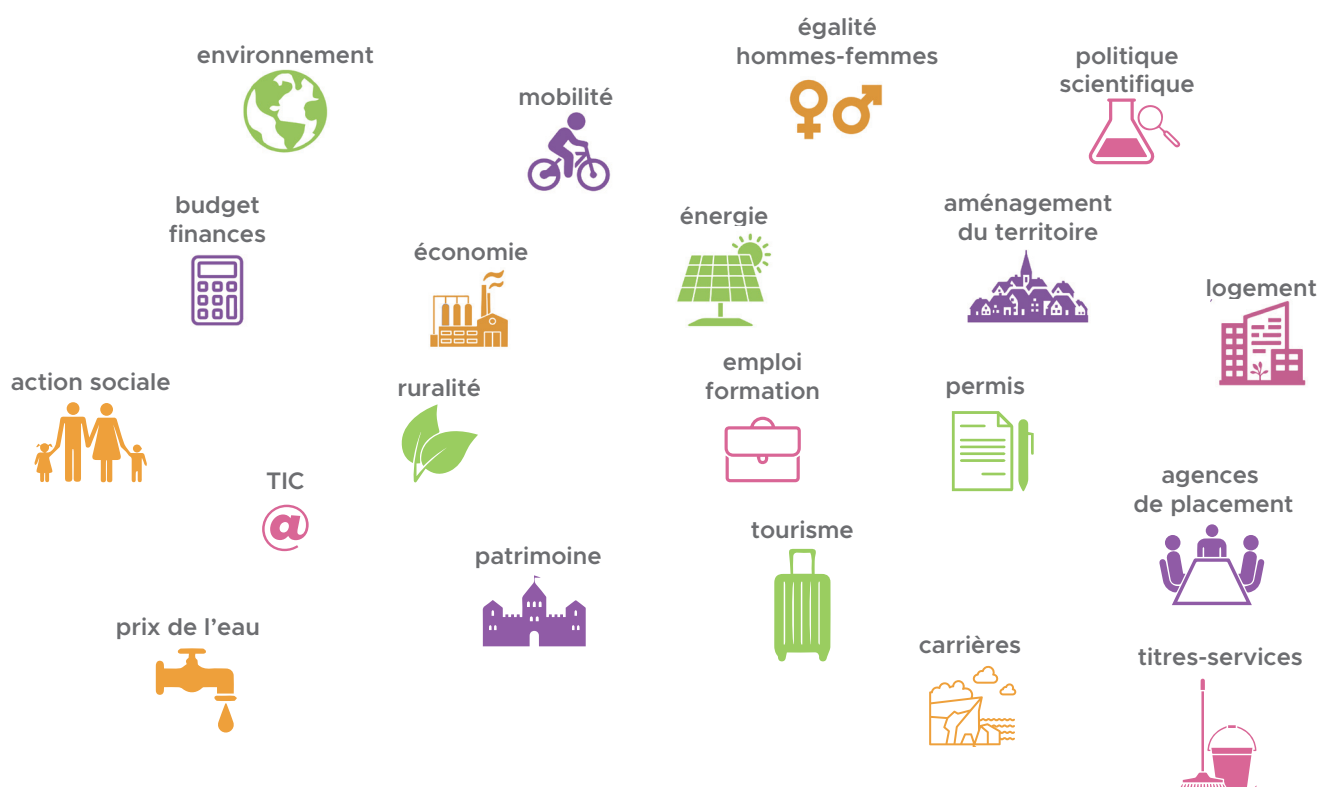 égalité
hommes-femmes
environnement
politique
scientifique
mobilité
budget
finances
énergie
aménagement
du territoire
économie
logement
action sociale
ruralité
emploi
formation
permis
TIC
@
agences
de placement
tourisme
patrimoine
prix de l'eau
carrières
titres-services